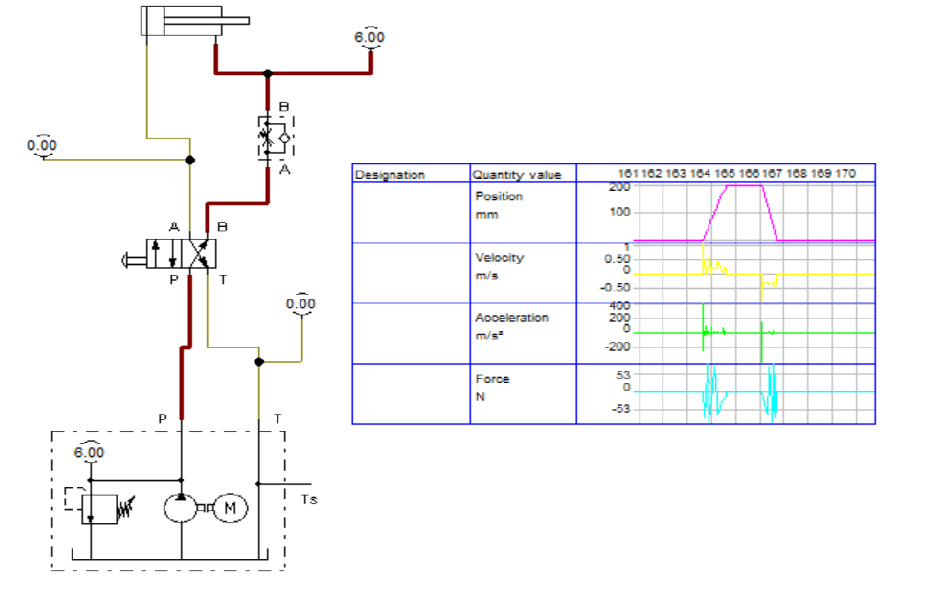 6.00
B
0.00
A
A B
P T
0.00
P T
6.00
M
Ts
Designation Quantity value 161 162 163 164 165 166 167 168 169 170
Position
mm
200
100
Velocity
m/s
1
0.50
0
-0.50
Acceleration
m/s²
400
200
0
-200
Force
N
53
0
-53